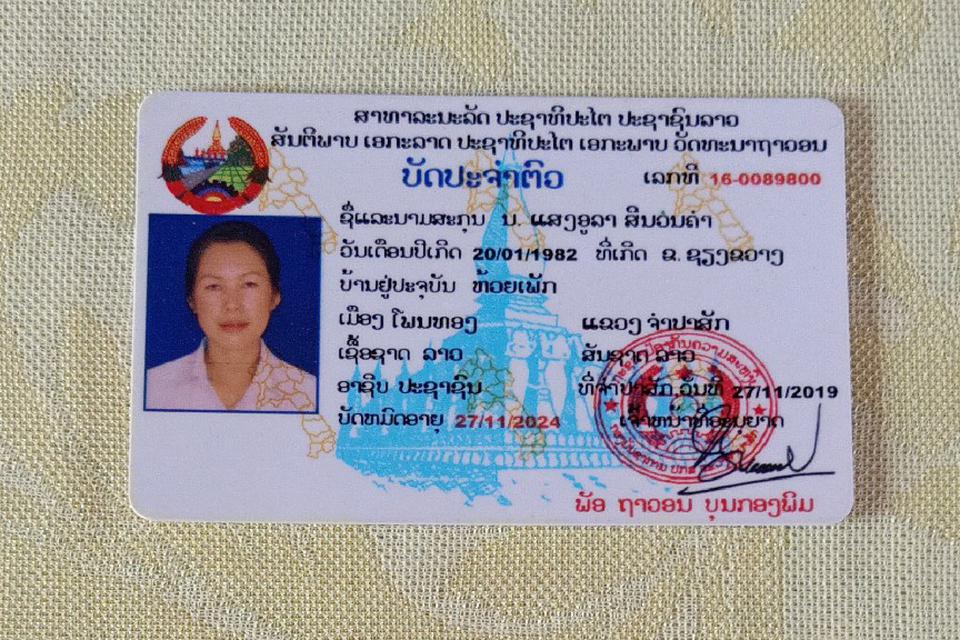 ສາທາລະນະລັດ ປະຊາທິປະໄຕ ປະຊາຊົນລາວ
ສັນຕິພາບ ເອກະລາດ ປະຊາທິປະໄຕ ເອກະພາບ ວັດທະນາຖາວອນ
ບັດປະຈຳຕົວ ເລກທີ 16-0089800
ຊື່ແລະນາມສະກຸນ ນ. ແສງອູລາ ສີນວນຄຳ
ວັນເດືອນປີເກີດ 20/01/1982 ທີ່ເກີດ ຂ. ຊຽງຂວາງ
ບ້ານຢູ່ປະຈຸບັນ ຫ້ວຍເພັກ
ເມືອງ ໂພນທອງ ແຂວງ ຈຳປາສັກ
ເຊື້ອຊາດ ລາວ ສັນຊາດ ລາວ
ອາຊີບ ປະຊາຊົນ ທີ່ຈຳປາສັກ,ວັນທີ 27/11/2019
ບັດຫມົດອາຍຸ 27/11/2024 ເຈົ້າຫນ້າທີ່ອະນຸຍາດ
ພັອ ຖາວອນ ບຸນກອງພິມ